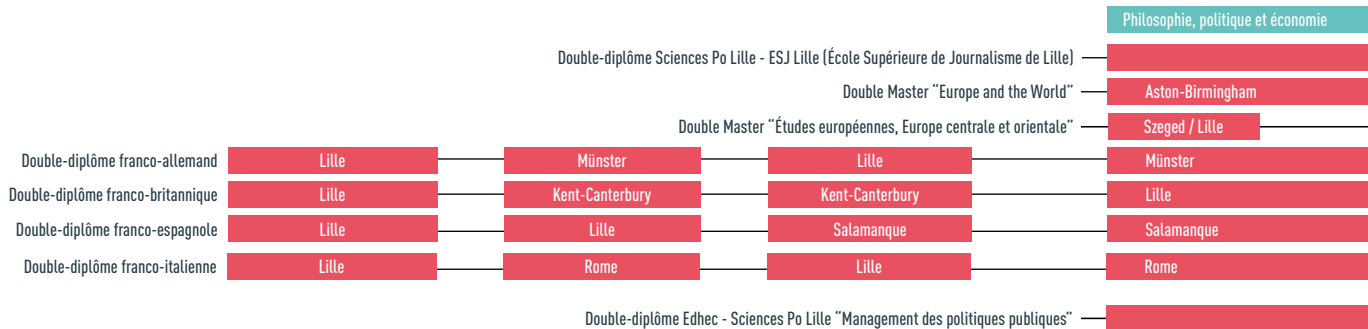 Philosophie, politique et économie
Double-diplôme Sciences Po Lille - ESJ Lille (École Supérieure de Journalisme de Lille)
Double Master “Europe and the World” Aston-Birmingham
Double Master “Études européennes, Europe centrale et orientale” Szeged / Lille
Double-diplôme franco-allemand Lille Münster Lille Münster
Double-diplôme franco-britannique Lille Kent-Canterbury Kent-Canterbury Lille
Double-diplôme franco-espagnole Lille Lille Salamanque Salamanque
Double-diplôme franco-italienne Lille Rome Lille Rome
Double-diplôme Edhec - Sciences Po Lille “Management des politiques publiques”